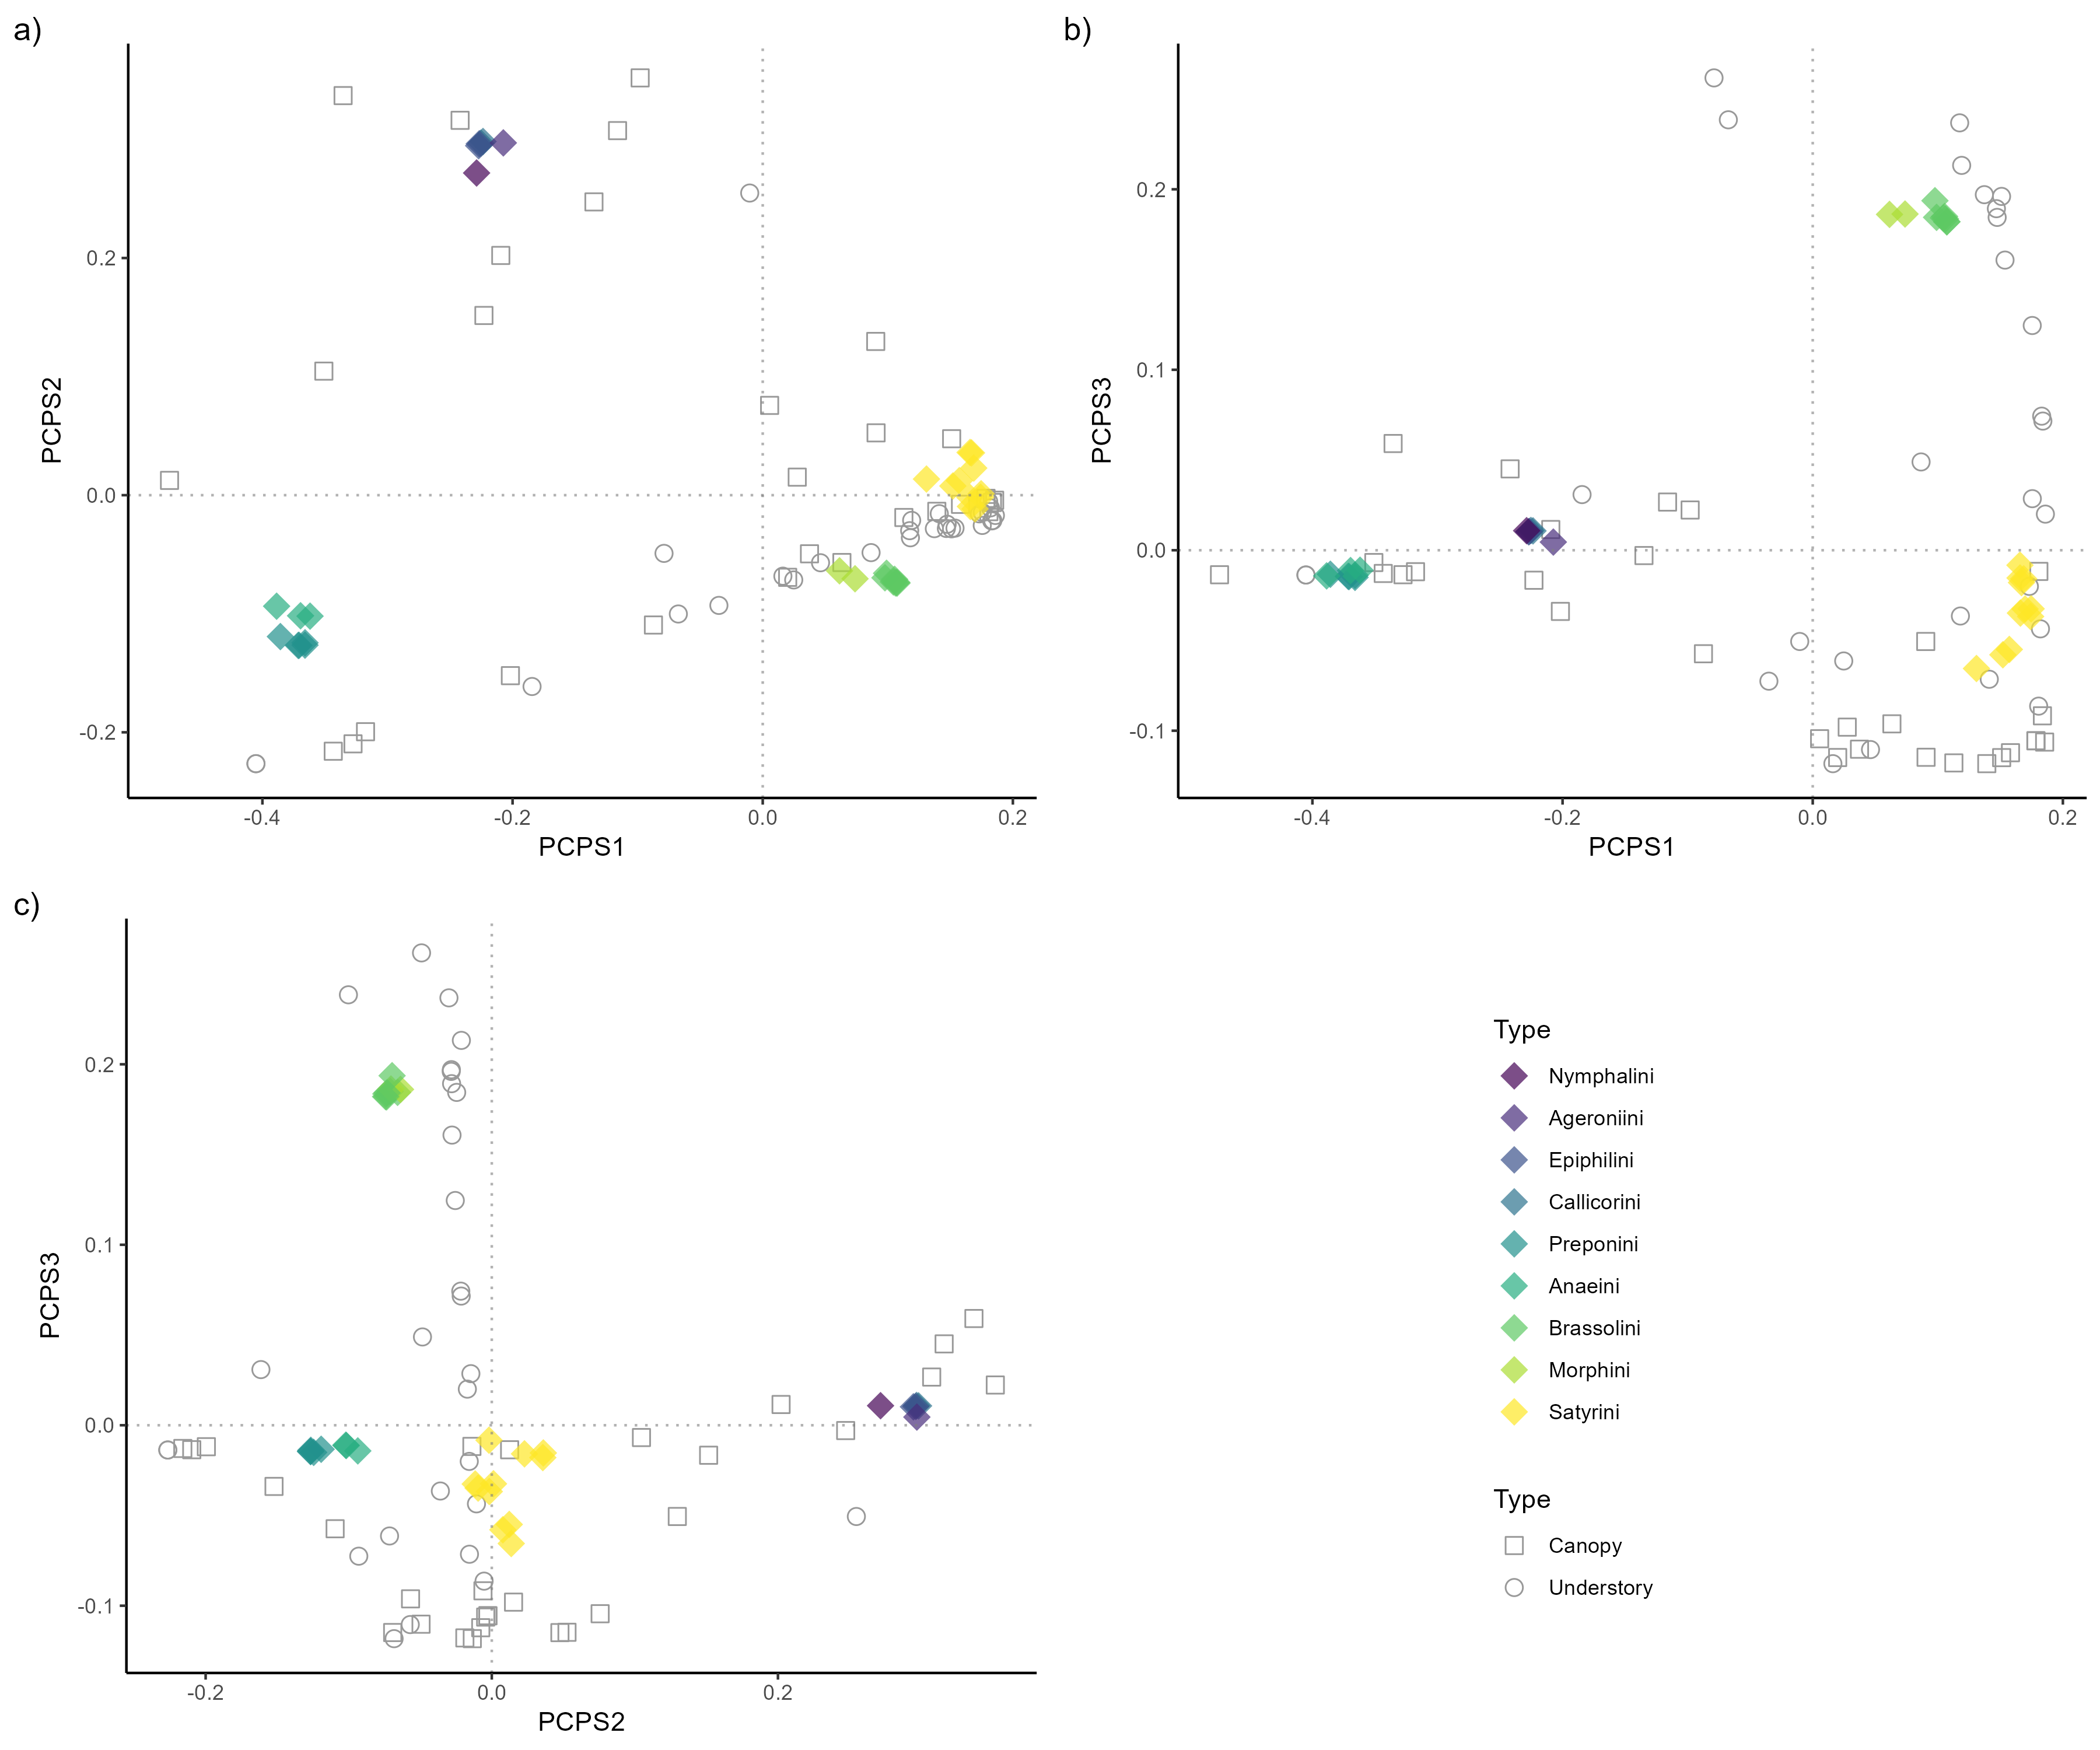 a)
PCPS2
0.2
0.0
-0.2
-0.4
-0.2
0.0
0.2
PCPS1
b)
PCPS3
0.2
0.1
0.0
-0.1
-0.4
-0.2
0.0
0.2
PCPS1
c)
PCPS3
0.2
0.1
0.0
-0.1
-0.2
0.0
0.2
PCPS2
Type
Nymphalini
Ageroniini
Epiphilini
Callicorini
Preponini
Anaeini
Brassolini
Morphini
Satyrini
Type
Canopy
Understory